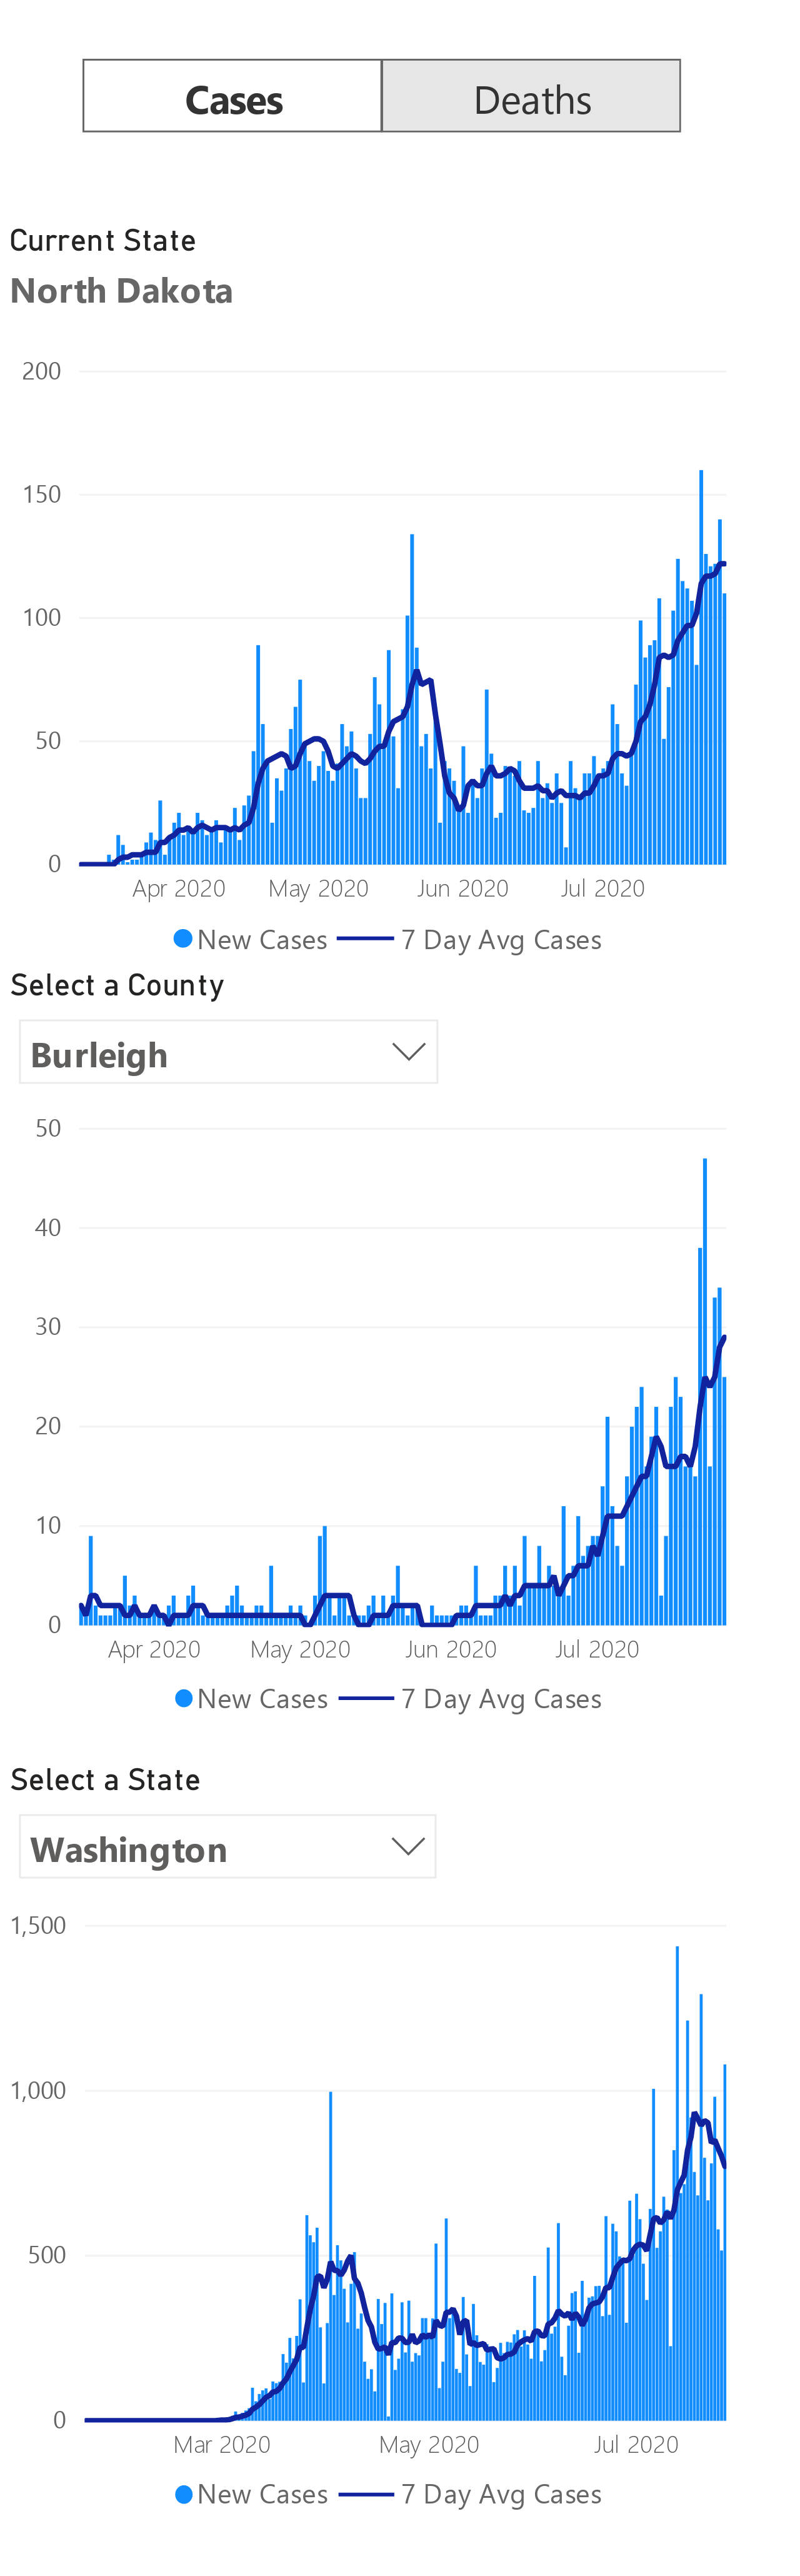 Cases Deaths
Current State
North Dakota
200
150
100
50
0
Apr 2020 May 2020 Jun 2020 Jul 2020
New Cases 7 Day Avg Cases
Select a County
Burleigh
50
40
30
20
10
0
Apr 2020 May 2020 Jun 2020 Jul 2020
New Cases 7 Day Avg Cases
Select a State
Washington
1,500
1,000
500
0
Mar 2020 May 2020 Jul 2020
New Cases 7 Day Avg Cases